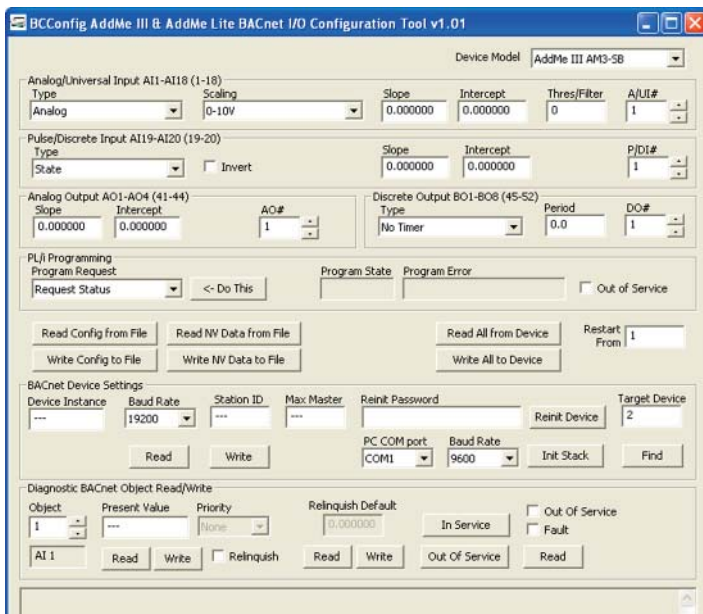 BCConfig AddMe III & AddMe Lite BACnet I/O Configuration Tool v1.01
Device Model AddMe III AM3-SB
Analog/Universal Input AI1-AI18 (1-18)
Type Scaling Slope Intercept Thres/Filter A/UI#
Analog 0-10V 0.000000 0.000000 0 1
Pulse/Discrete Input AI19-AI20 (19-20)
Type Slope Intercept P/DI#
State Invert 0.000000 0.000000 1
Analog Output AO1-AO4 (41-44)
Slope Intercept AO#
0.000000 0.000000 1
Discrete Output BO1-BO8 (45-52)
Type Period DO#
No Timer 0.0 1
PL/i Programming
Program Request Program State Program Error
Request Status <- Do This Out of Service
Read Config from File Read NV Data from File Read All from Device Restart From 1
Write Config to File Write NV Data to File Write All to Device
BACnet Device Settings
Device Instance Baud Rate Station ID Max Master Reinit Password Target Device
--- 19200 --- --- Reinit Device 2
PC COM port Baud Rate
Read Write COM1 9600 Init Stack Find
Diagnostic BACnet Object Read/Write
Object Present Value Priority Relinquish Default Out Of Service
1 --- None 0.000000 In Service Fault
AI 1 Read Write Relinquish Read Write Out Of Service Read